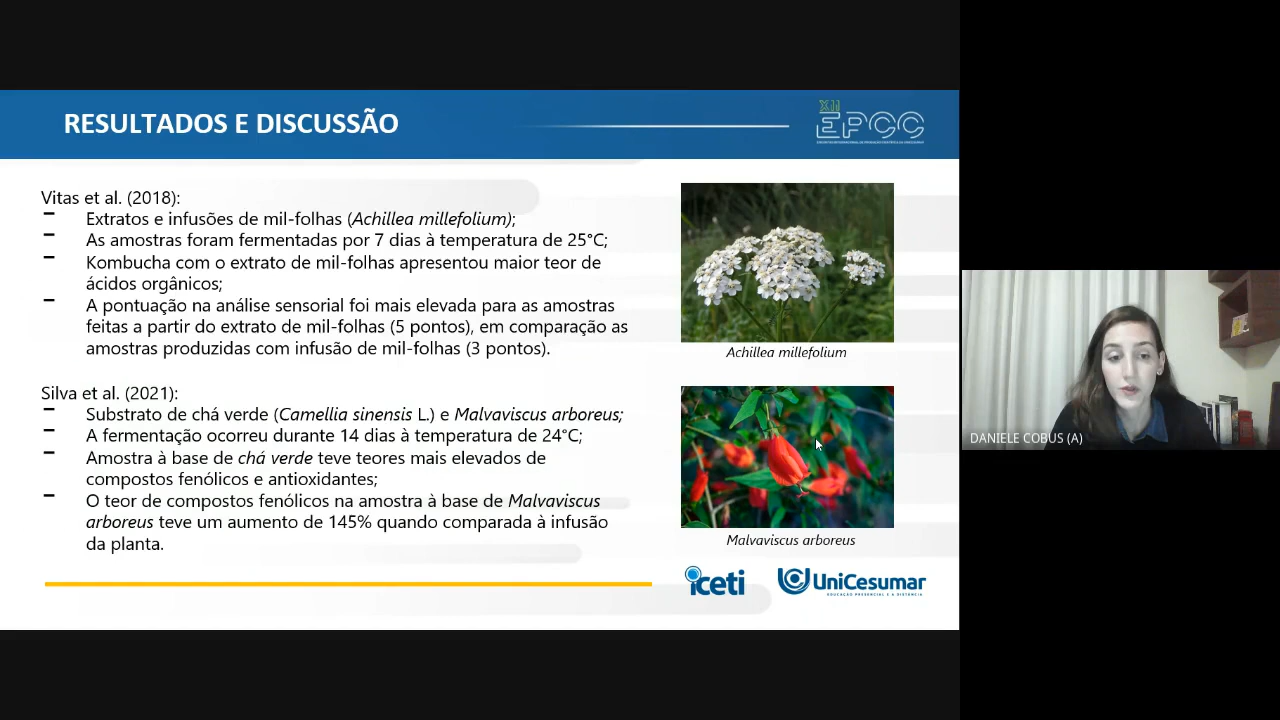 RESULTADOS E DISCUSSÃO
XII
EPCC
Vitas et al. (2018):
- Extratos e infusões de mil-folhas (Achillea millefolium);
- As amostras foram fermentadas por 7 dias à temperatura de 25°C;
- Kombucha com o extrato de mil-folhas apresentou maior teor de
ácidos orgânicos;
- A pontuação na análise sensorial foi mais elevada para as amostras
feitas a partir do extrato de mil-folhas (5 pontos), em comparação as
amostras produzidas com infusão de mil-folhas (3 pontos).
Achillea millefolium
Silva et al. (2021):
- Substrato de chá verde (Camellia sinensis L.) e Malvaviscus arboreus;
- A fermentação ocorreu durante 14 dias à temperatura de 24°C;
- Amostra à base de chá verde teve teores mais elevados de
compostos fenólicos e antioxidantes;
- O teor de compostos fenólicos na amostra à base de Malvaviscus
arboreus teve um aumento de 145% quando comparada à infusão
da planta.
Malvaviscus arboreus
iceti
UniCesumar
EDUCAÇÃO PRESENCIAL E A DISTÂNCIA
DANIELE COBUS (A)